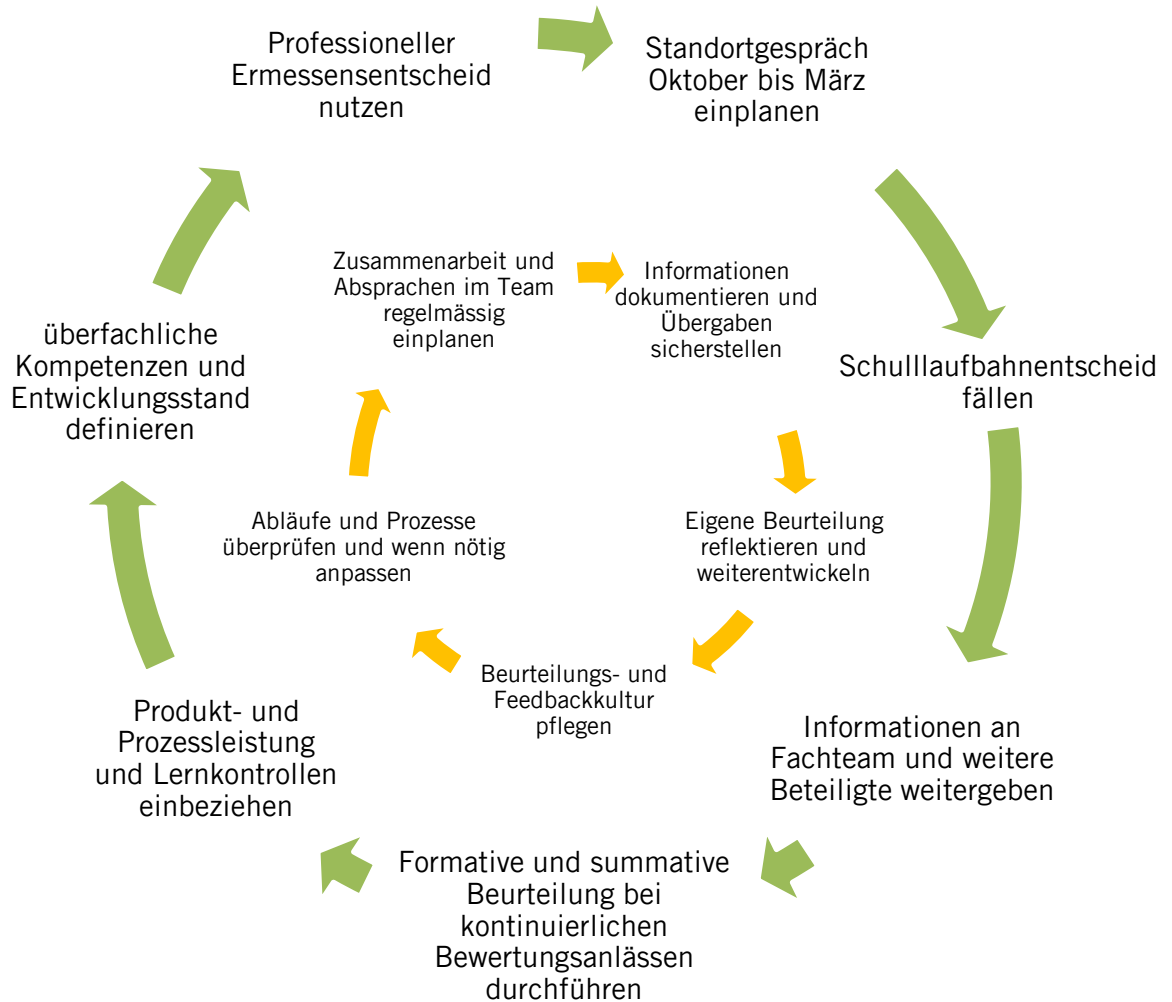 Professioneller
Ermessensentscheid
nutzen
Standortgespräch
Oktober bis März
einplanen
Schulllaufbahnentscheid
fällen
Informationen an
Fachteam und weitere
Beteiligte weitergeben
Formative und summative
Beurteilung bei
kontinuierlichen
Bewertungsanlässen
durchführen
Produkt- und
Prozessleistung
und Lernkontrollen
einbeziehen
überfachliche
Kompetenzen und
Entwicklungsstand
definieren
Zusammenarbeit und
Absprachen im Team
regelmässig
einplanen
Informationen
dokumentieren und
Übergaben
sicherstellen
Eigene Beurteilung
reflektieren und
weiterentwickeln
Beurteilungs- und
Feedbackkultur
pflegen
Abläufe und Prozesse
überprüfen und wenn nötig
anpassen